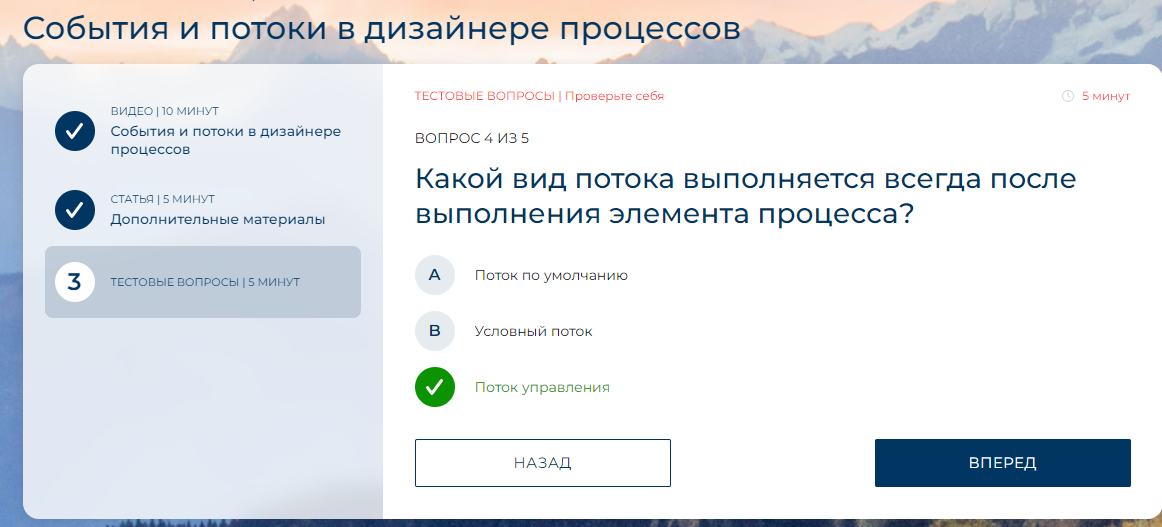 События и потоки в дизайнере процессов
ВИДЕО | 10 МИНУТ
События и потоки в дизайнере
процессов
СТАТЬЯ | 5 МИНУТ
Дополнительные материалы
3
ТЕСТОВЫЕ ВОПРОСЫ | 5 МИНУТ
ТЕСТОВЫЕ ВОПРОСЫ | Проверьте себя
5 минут
ВОПРОС 4 ИЗ 5
Какой вид потока выполняется всегда после
выполнения элемента процесса?
A Поток по умолчанию
B Условный поток
Поток управления
НАЗАД
ВПЕРЕД